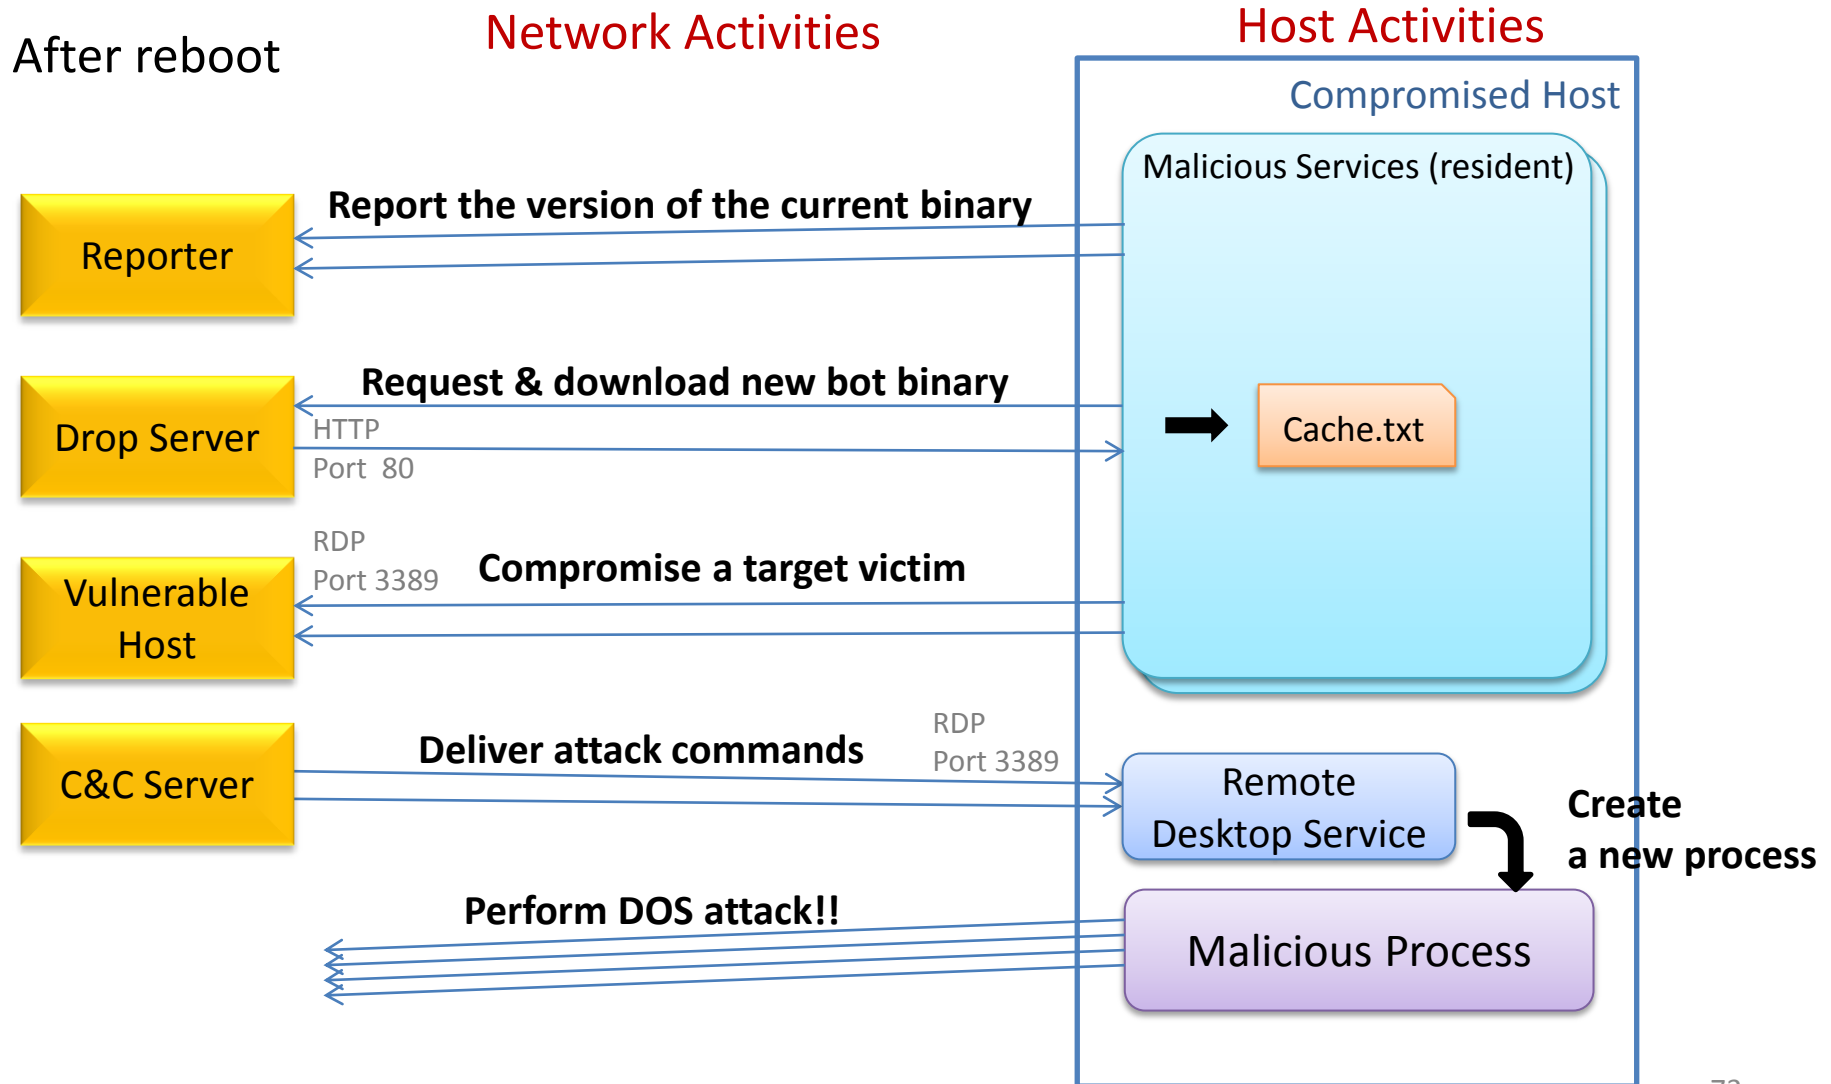 After reboot
Network Activities
Host Activities
Compromised Host
Malicious Services (resident)
Report the version of the current binary
Reporter
Request & download new bot binary
Drop Server
HTTP
Port 80
Cache.txt
RDP
Port 3389
Compromise a target victim
Vulnerable
Host
C&C Server
Deliver attack commands
RDP
Port 3389
Remote
Desktop Service
Create
a new process
Perform DOS attack!!
Malicious Process